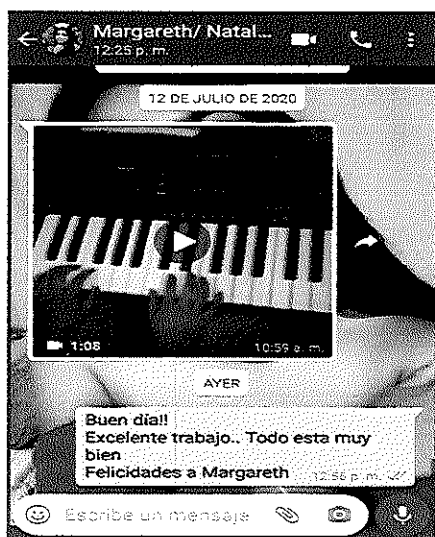 Margareth/ Natal...
12:25 p. m.
12 DE JULIO DE 2020
1:08
10:59 a. m.
AYER
Buen día!!
Excelente trabajo.. Todo esta muy
bien
Felicidades a Margareth
12:56 p. m.
Escribe un mensaje